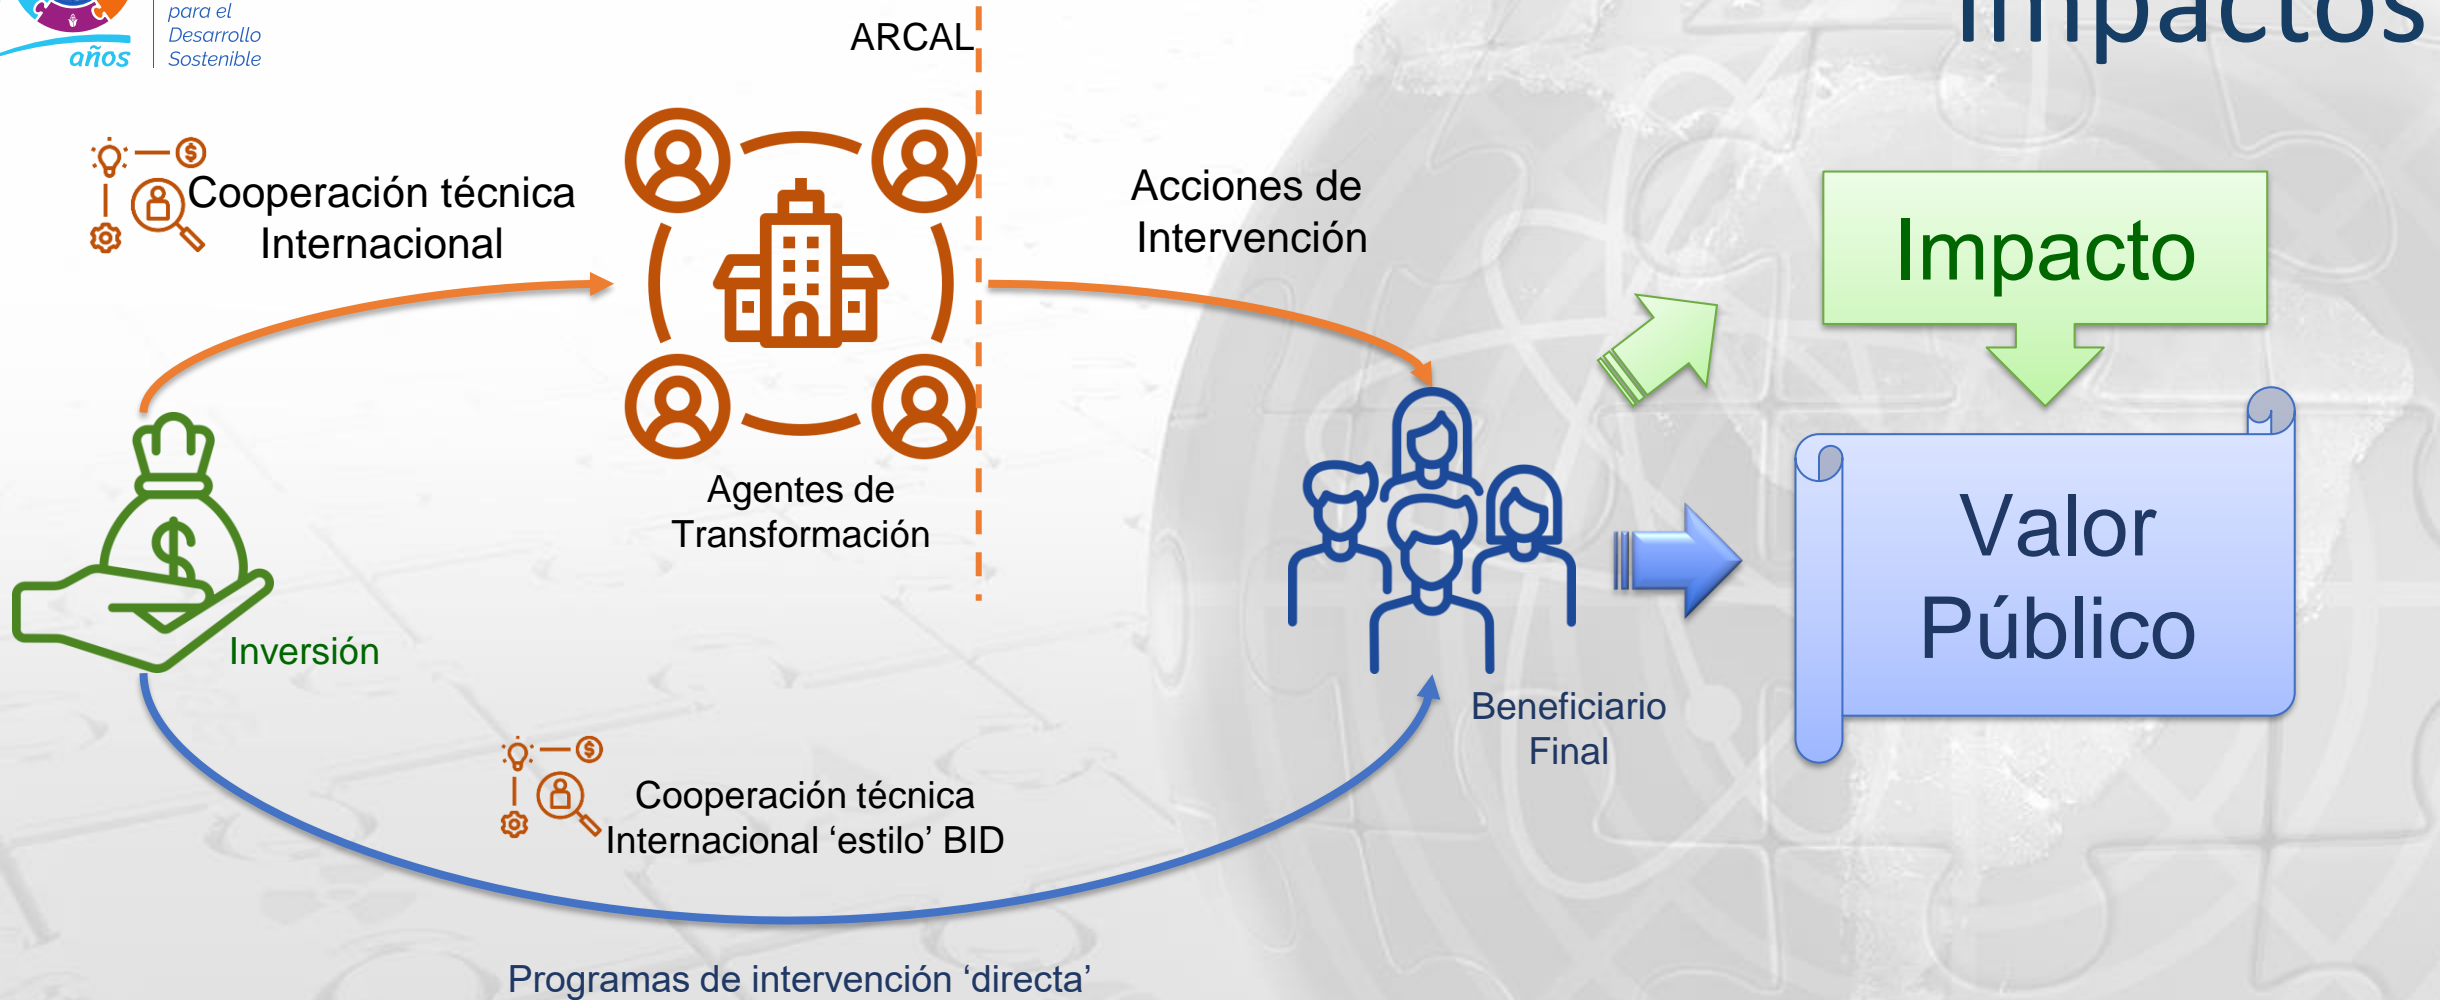 para el
Desarrollo
años
Sostenible
Impactos
ARCAL
Cooperación técnica
Internacional
Acciones de
Intervención
Impacto
Agentes de
Transformación
Valor
Público
Inversión
Beneficiario
Final
Cooperación técnica
Internacional ‘estilo’ BID
Programas de intervención ‘directa’